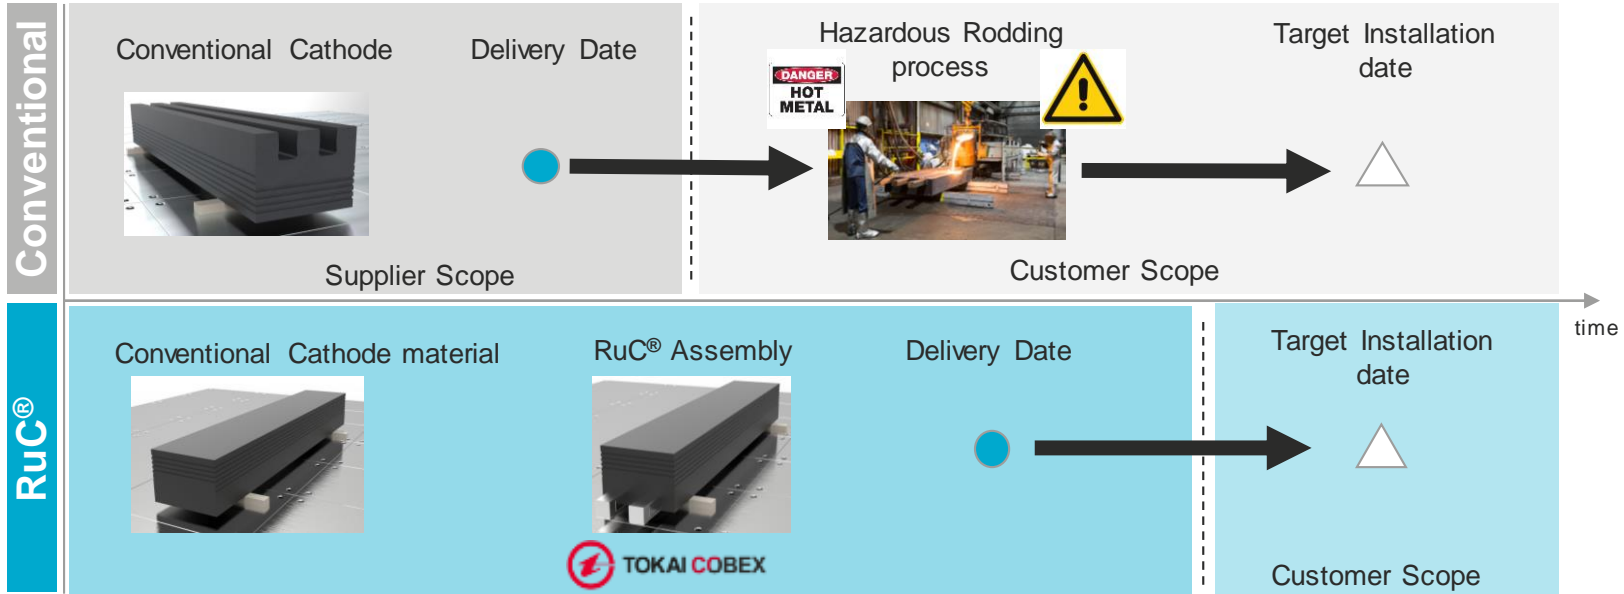 Conventional
Conventional Cathode
Delivery Date
Hazardous Rodding
process
Target Installation
date
DANGER
HOT
METAL
Supplier Scope
Customer Scope
time
RuC®
Conventional Cathode material
RuC® Assembly
Delivery Date
Target Installation
date
TOKAI COBEX
Customer Scope